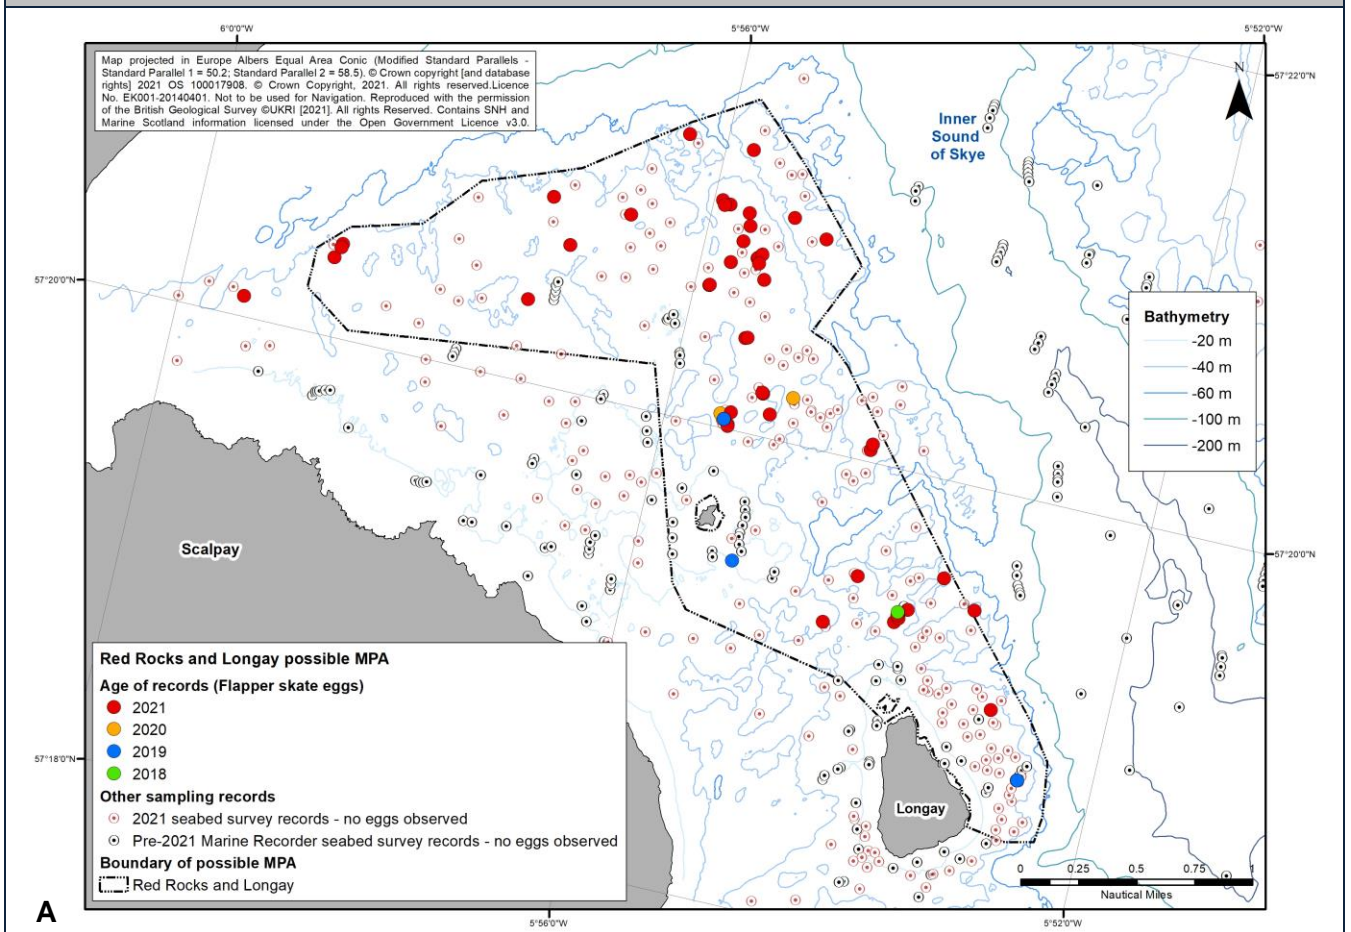 6°0'0"W
5°56'0"W
5°52'0"W
Map projected in Europe Albers Equal Area Conic (Modified Standard Parallels -
Standard Parallel 1 = 50.2; Standard Parallel 2 = 58.5). © Crown copyright [and database
rights] 2021 OS 100017908. © Crown Copyright, 2021. All rights reserved.Licence
No. EK001-20140401. Not to be used for Navigation. Reproduced with the permission
of the British Geological Survey ©UKRI [2021]. All rights Reserved. Contains SNH and
Marine Scotland information licensed under the Open Government Licence v3.0.
N
57°22'0"N
Inner
Sound
of Skye
57°20'0"N
Bathymetry
-20 m
-40 m
-60 m
-100 m
-200 m
Scalpay
57°20'0"N
Red Rocks and Longay possible MPA
Age of records (Flapper skate eggs)
2021
2020
2019
2018
Other sampling records
2021 seabed survey records - no eggs observed
Pre-2021 Marine Recorder seabed survey records - no eggs observed
Boundary of possible MPA
Red Rocks and Longay
57°18'0"N
Longay
0 0.25 0.5 0.75 1
Nautical Miles
A
5°56'0"W
5°52'0"W